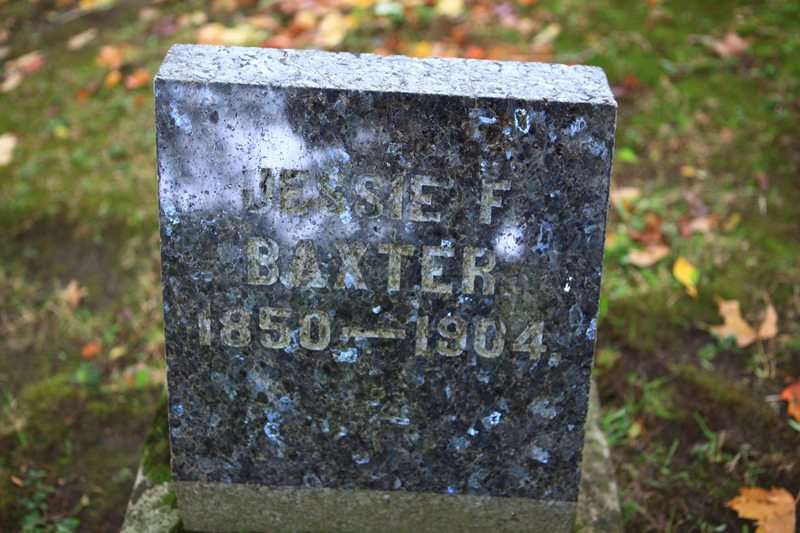 JESSIE F
BAXTER
1850 — 1904.